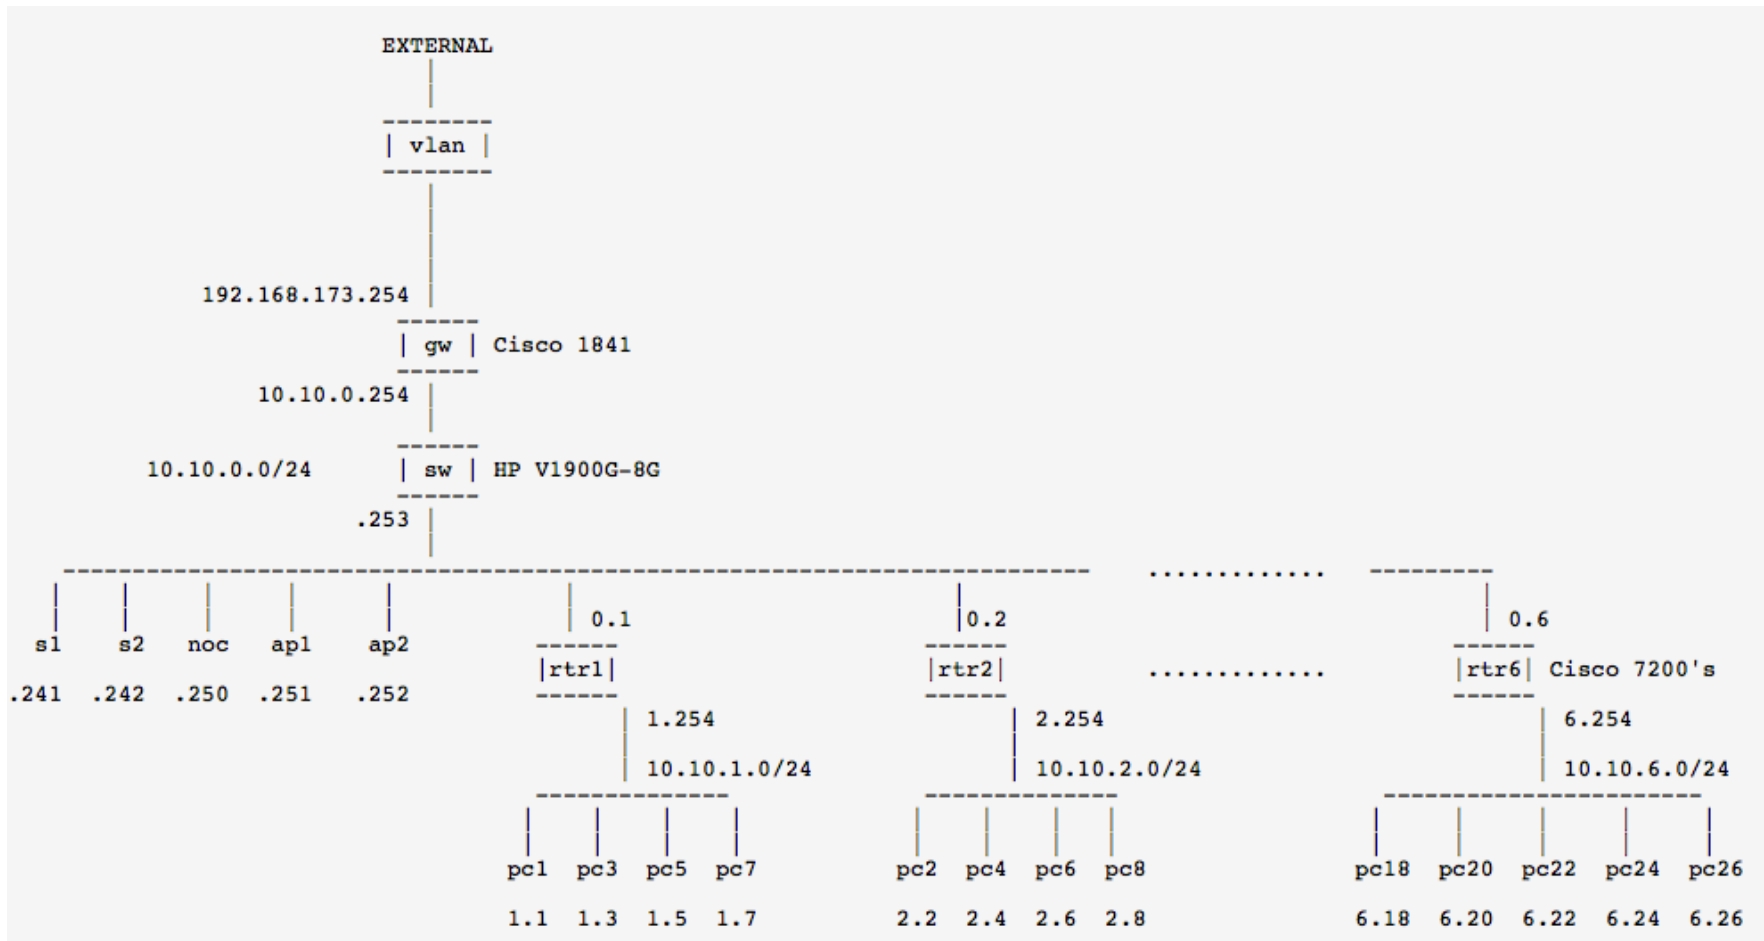 EXTERNAL
| vlan |
192.168.173.254
| gw | Cisco 1841
10.10.0.254
10.10.0.0/24 | sw | HP V1900G-8G
.253
.............
0.1 0.2 0.6
s1 s2 noc ap1 ap2
|rtr1| |rtr2| ............. |rtr6| Cisco 7200's
.241 .242 .250 .251 .252
1.254 2.254 6.254
10.10.1.0/24 10.10.2.0/24 10.10.6.0/24
pc1 pc3 pc5 pc7 pc2 pc4 pc6 pc8 pc18 pc20 pc22 pc24 pc26
1.1 1.3 1.5 1.7 2.2 2.4 2.6 2.8 6.18 6.20 6.22 6.24 6.26